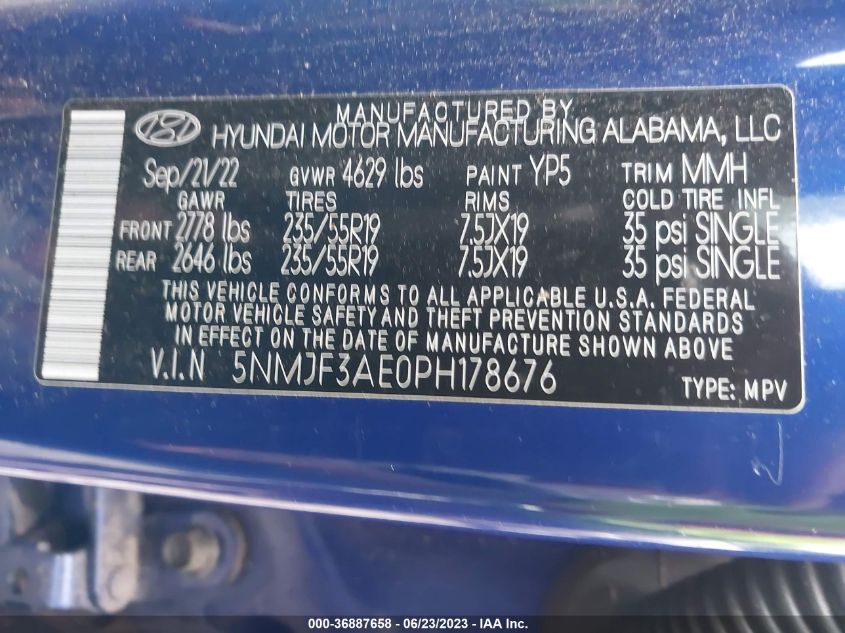 MANUFACTURED BY
HYUNDAI MOTOR MANUFACTURING ALABAMA, LLC
Sep/21/22 GVWR 4629 lbs PAINT YP5 TRIM MMH
GAWR TIRES RIMS COLD TIRE INFL
FRONT 2778 lbs 235/55R19 7.5JX19 35 psi SINGLE
REAR 2646 lbs 235/55R19 7.5JX19 35 psi SINGLE
THIS VEHICLE CONFORMS TO ALL APPLICABLE U.S.A. FEDERAL
MOTOR VEHICLE SAFETY AND THEFT PREVENTION STANDARDS
IN EFFECT ON THE DATE OF MANUFACTURE SHOWN ABOVE
V.I.N 5NMJF3AE0PH178676
TYPE: MPV
000-36887658 - 06/23/2023 - IAA Inc.